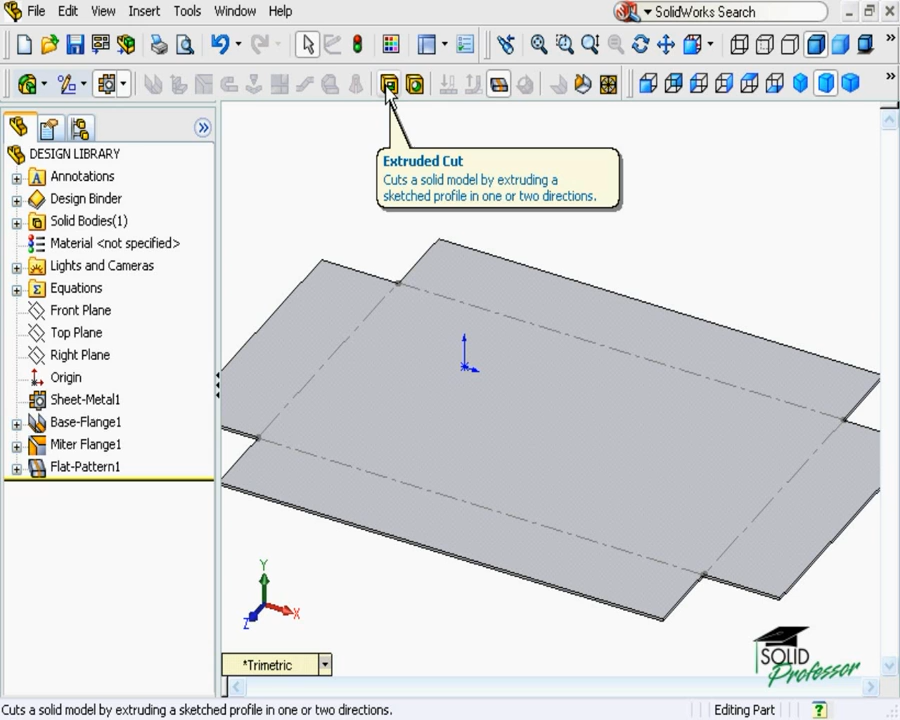 File Edit View Insert Tools Window Help
SolidWorks Search
Extruded Cut
Cuts a solid model by extruding a
sketched profile in one or two directions.
DESIGN LIBRARY
Annotations
Design Binder
Solid Bodies(1)
Material <not specified>
Lights and Cameras
Equations
Front Plane
Top Plane
Right Plane
Origin
Sheet-Metal1
Base-Flange1
Miter Flange1
Flat-Pattern1
Y
X
Z
*Trimetric
SOLID
Professor
Cuts a solid model by extruding a sketched profile in one or two directions.
Editing Part